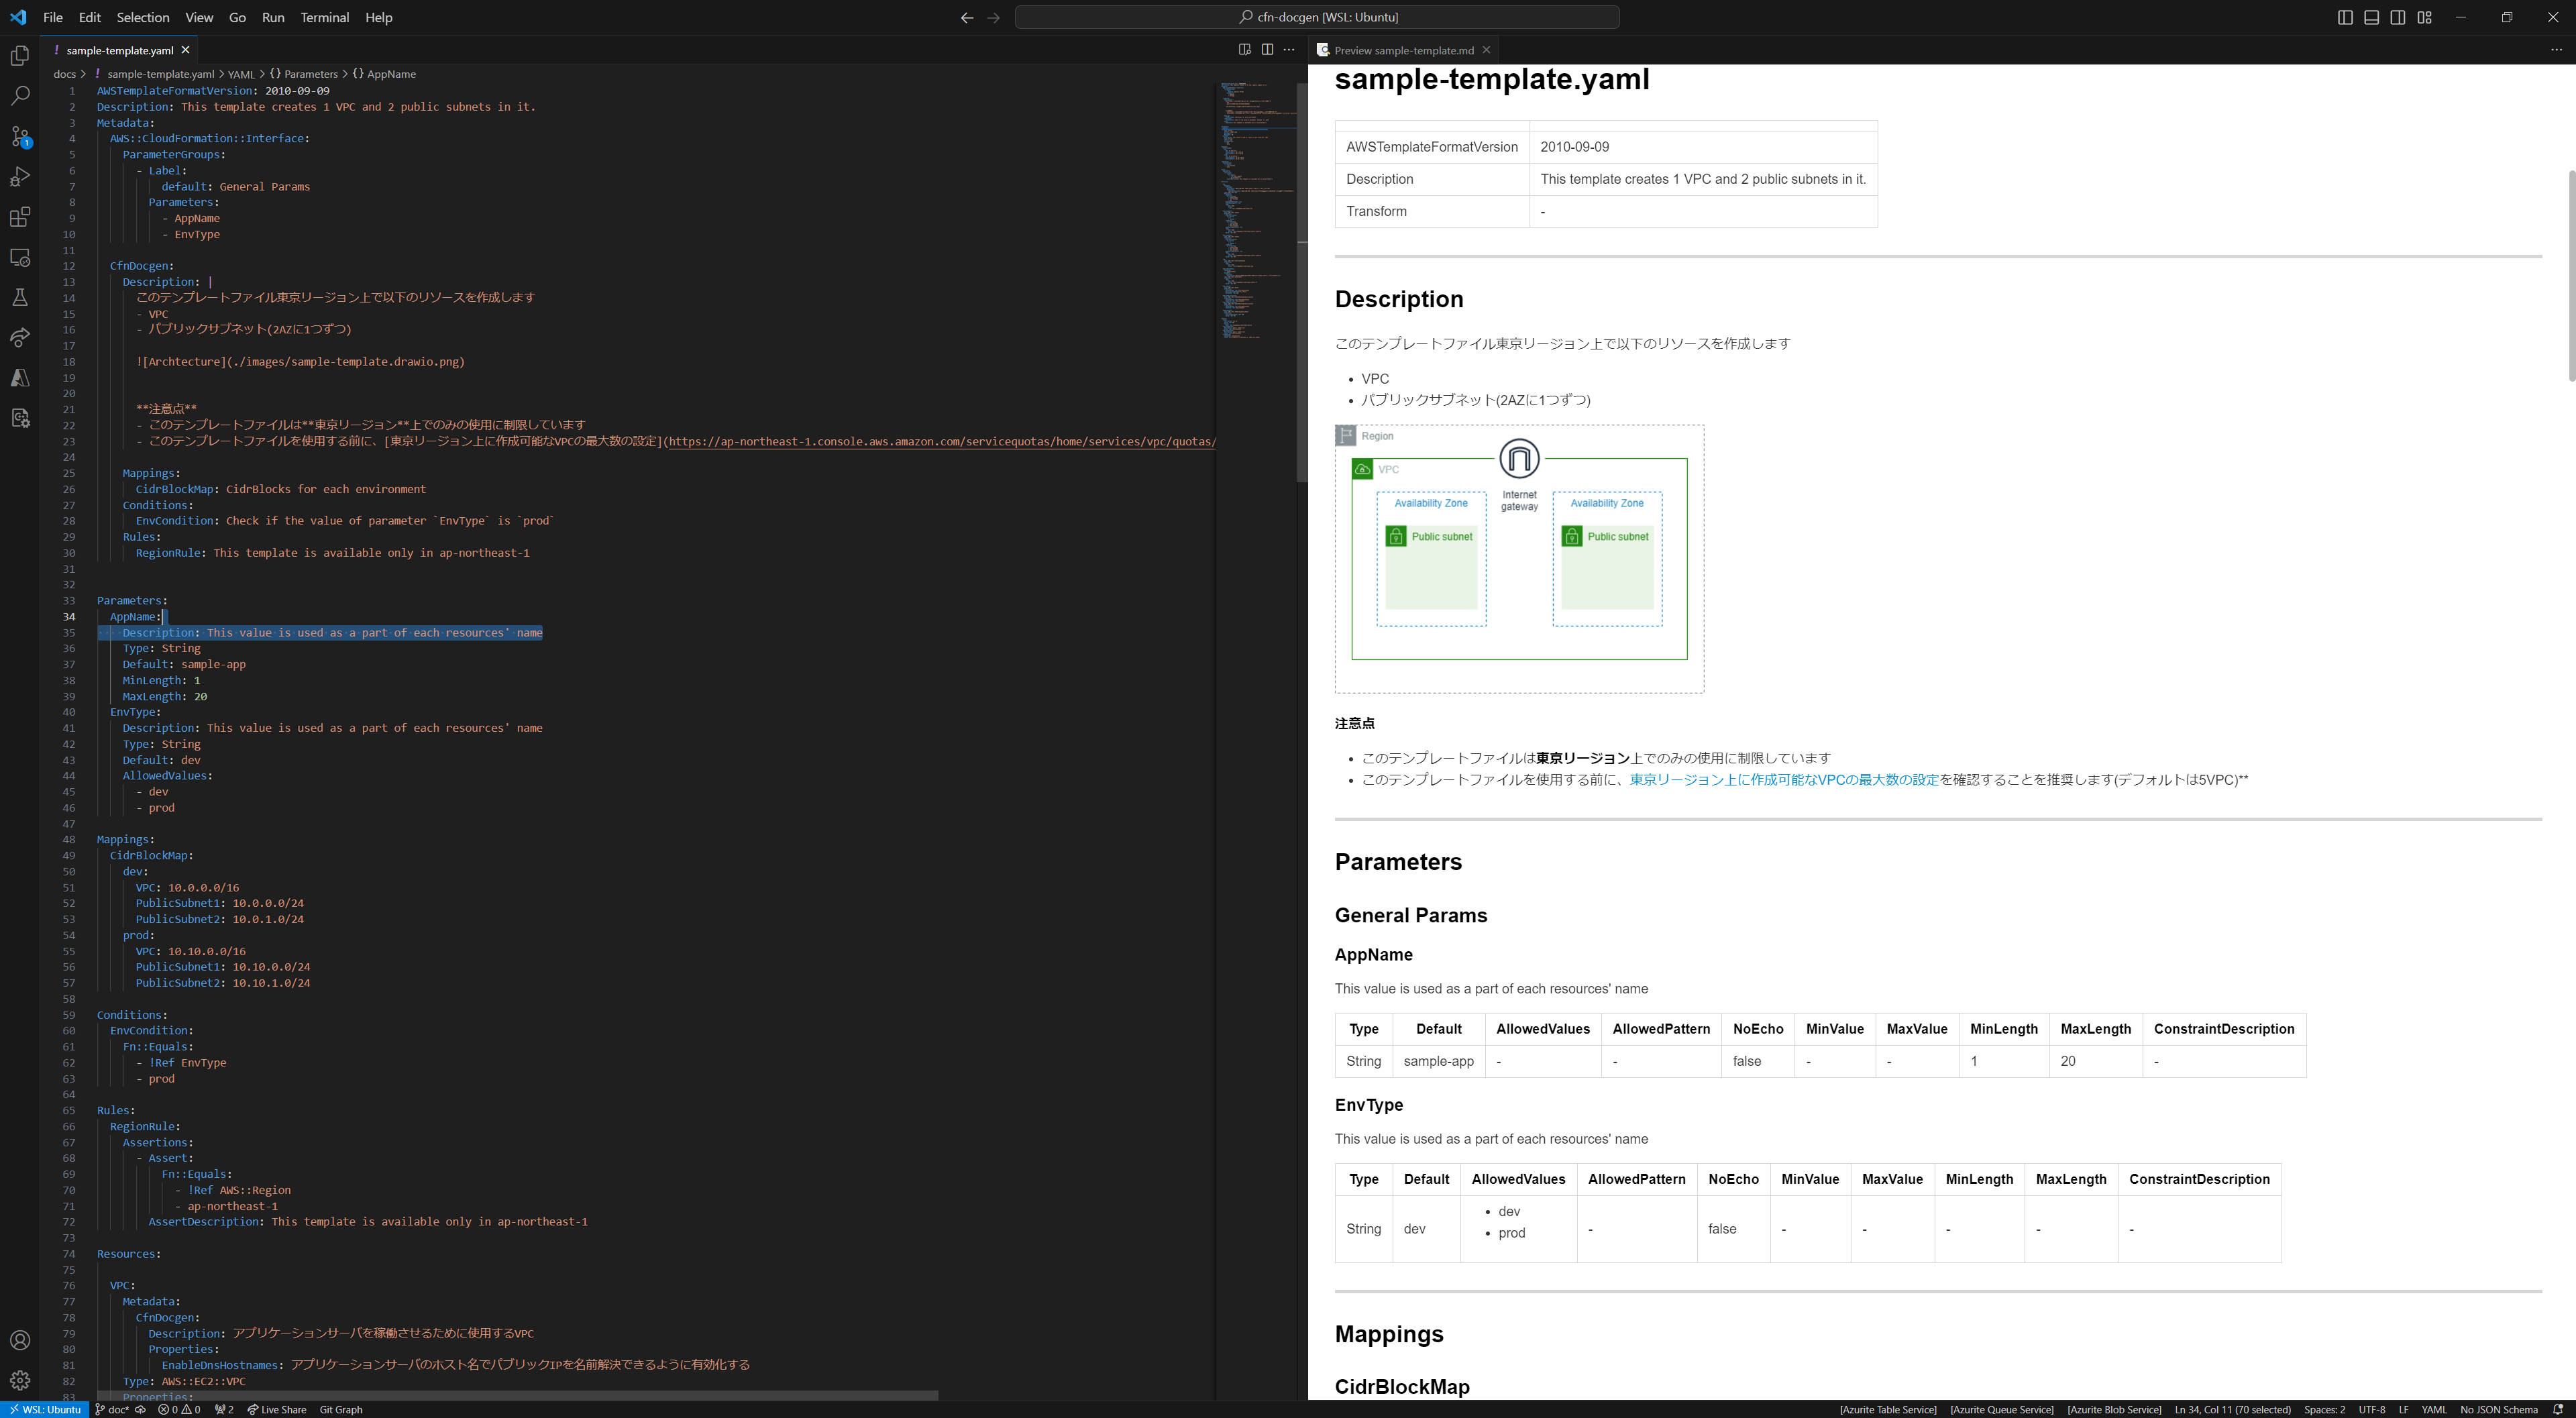 File Edit Selection View Go Run Terminal Help
cfn-docgen [WSL: Ubuntu]
sample-template.yaml
docs > sample-template.yaml > YAML > {} Parameters > {} AppName
1 AWSTemplateFormatVersion: 2010-09-09
2 Description: This template creates 1 VPC and 2 public subnets in it.
3 Metadata:
4 AWS::CloudFormation::Interface:
5 ParameterGroups:
6 - Label:
7 default: General Params
8 Parameters:
9 - AppName
10 - EnvType
11
12 CfnDocgen:
13 Description: |
14 このテンプレートファイル東京リージョン上で以下のリソースを作成します
15 - VPC
16 - パブリックサブネット(2AZに1つずつ)
17
18 ![Archtecture](./images/sample-template.drawio.png)
19
20
21 **注意点**
22 - このテンプレートファイルは**東京リージョン**上でのみの使用に制限しています
23 - このテンプレートファイルを使用する前に、[東京リージョン上に作成可能なVPCの最大数の設定](https://ap-northeast-1.console.aws.amazon.com/servicequotas/home/services/vpc/quotas/
24
25 Mappings:
26 CidrBlockMap: CidrBlocks for each environment
27 Conditions:
28 EnvCondition: Check if the value of parameter `EnvType` is `prod`
29 Rules:
30 RegionRule: This template is available only in ap-northeast-1
31
32
33 Parameters:
34 AppName:
35 Description: This value is used as a part of each resources' name
36 Type: String
37 Default: sample-app
38 MinLength: 1
39 MaxLength: 20
40 EnvType:
41 Description: This value is used as a part of each resources' name
42 Type: String
43 Default: dev
44 AllowedValues:
45 - dev
46 - prod
47
48 Mappings:
49 CidrBlockMap:
50 dev:
51 VPC: 10.0.0.0/16
52 PublicSubnet1: 10.0.0.0/24
53 PublicSubnet2: 10.0.1.0/24
54 prod:
55 VPC: 10.10.0.0/16
56 PublicSubnet1: 10.10.0.0/24
57 PublicSubnet2: 10.10.1.0/24
58
59 Conditions:
60 EnvCondition:
61 Fn::Equals:
62 - !Ref EnvType
63 - prod
64
65 Rules:
66 RegionRule:
67 Assertions:
68 - Assert:
69 Fn::Equals:
70 - !Ref AWS::Region
71 - ap-northeast-1
72 AssertDescription: This template is available only in ap-northeast-1
73
74 Resources:
75
76 VPC:
77 Metadata:
78 CfnDocgen:
79 Description: アプリケーションサーバを稼働させるために使用するVPC
80 Properties:
81 EnableDnsHostnames: アプリケーションサーバのホスト名でパブリックIPを名前解決できるように有効化する
82 Type: AWS::EC2::VPC
83 Properties:
Preview sample-template.md
sample-template.yaml
AWSTemplateFormatVersion 2010-09-09
Description This template creates 1 VPC and 2 public subnets in it.
Transform -
Description
このテンプレートファイル東京リージョン上で以下のリソースを作成します
• VPC
• パブリックサブネット(2AZに1つずつ)
Region
VPC
Internet gateway
Availability Zone
Availability Zone
Public subnet
Public subnet
注意点
• このテンプレートファイルは東京リージョン上でのみの使用に制限しています
• このテンプレートファイルを使用する前に、東京リージョン上に作成可能なVPCの最大数の設定を確認することを推奨します(デフォルトは5VPC)**
Parameters
General Params
AppName
This value is used as a part of each resources' name
Type Default AllowedValues AllowedPattern NoEcho MinValue MaxValue MinLength MaxLength ConstraintDescription
String sample-app - - false - - 1 20 -
EnvType
This value is used as a part of each resources' name
Type Default AllowedValues AllowedPattern NoEcho MinValue MaxValue MinLength MaxLength ConstraintDescription
String dev • dev • prod - false - - - - -
Mappings
CidrBlockMap
WSL: Ubuntu doc* 0 0 2 Live Share Git Graph
[Azurite Table Service] [Azurite Queue Service] [Azurite Blob Service] Ln 34, Col 11 (70 selected) Spaces: 2 UTF-8 LF YAML No JSON Schema